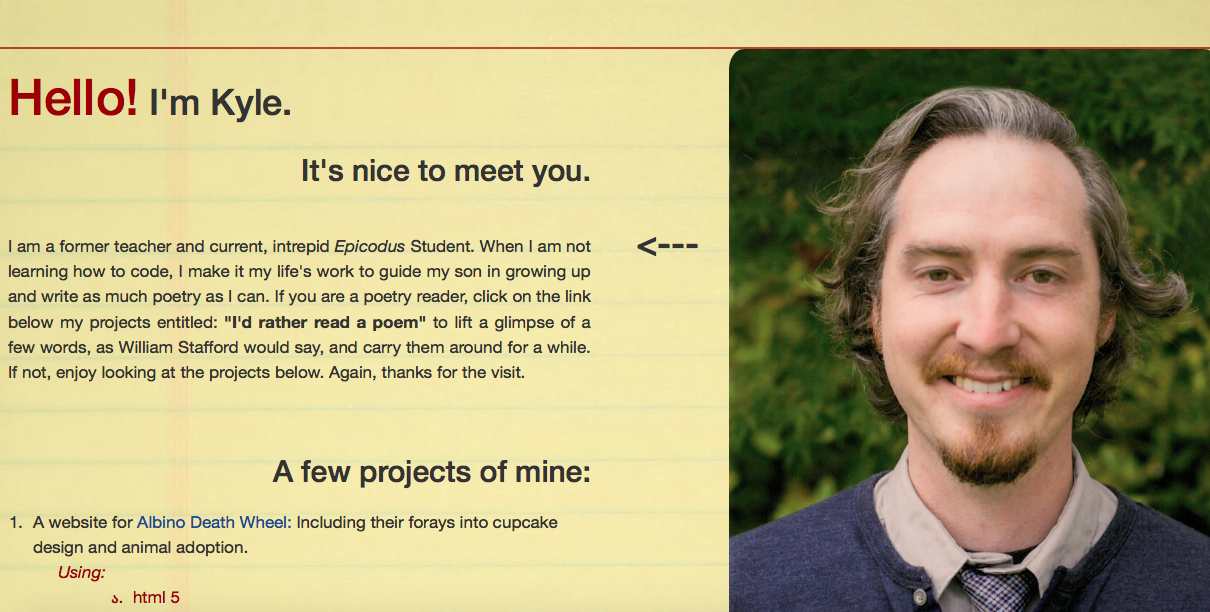 Hello! I'm Kyle.
It's nice to meet you.
I am a former teacher and current, intrepid Epicodus Student. When I am not
learning how to code, I make it my life's work to guide my son in growing up
and write as much poetry as I can. If you are a poetry reader, click on the link
below my projects entitled: "I'd rather read a poem" to lift a glimpse of a
few words, as William Stafford would say, and carry them around for a while.
If not, enjoy looking at the projects below. Again, thanks for the visit.
<---
A few projects of mine:
1. A website for Albino Death Wheel: Including their forays into cupcake
design and animal adoption.
Using:
ა. html 5